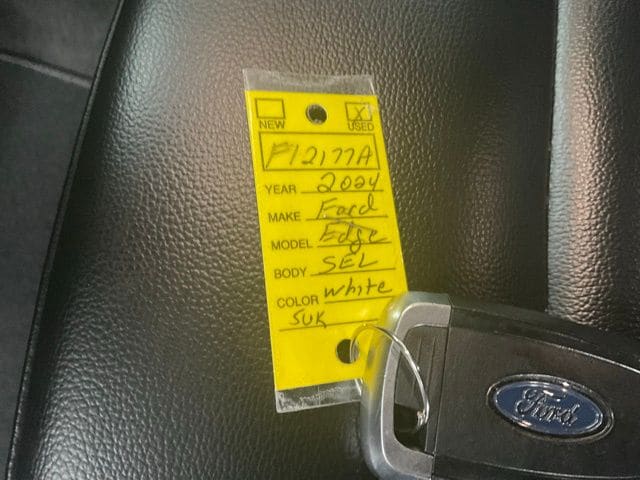 X
NEW USED
F12177A
YEAR 2024
MAKE Ford
MODEL Edge
BODY SEL
COLOR White
SUK
Ford